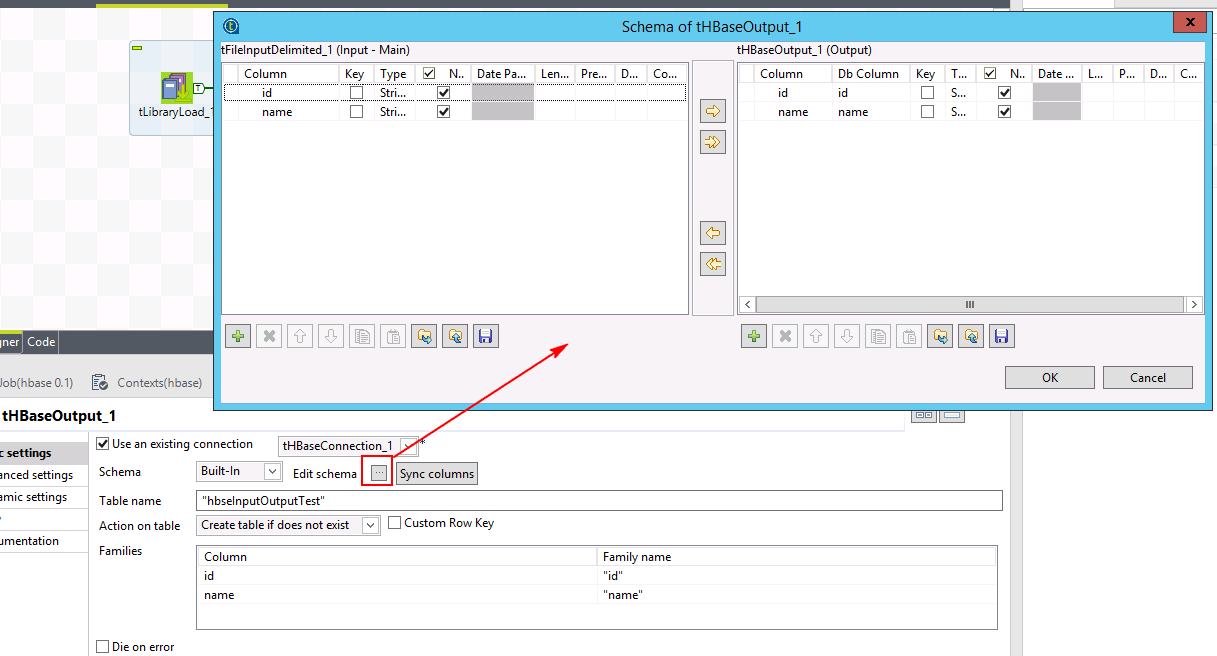 Schema of tHBaseOutput_1
x
tFileInputDelimited_1 (Input - Main)
tHBaseOutput_1 (Output)
Column Key Type N.. Date Pa... Len... Pre... D... Co...
id Stri...
name Stri...
Column Db Column Key T... N.. Date ... L... P... D... C...
id id S...
name name S...
T
tLibraryLoad_1
OK Cancel
gner Code
Job(hbase 0.1) Contexts(hbase)
tHBaseOutput_1
c settings
anced settings
amic settings
umentation
Use an existing connection tHBaseConnection_1 *
Schema Built-In Edit schema ... Sync columns
Table name "hbseInputOutputTest"
Action on table Create table if does not exist Custom Row Key
Families
Column Family name
id "id"
name "name"
Die on error